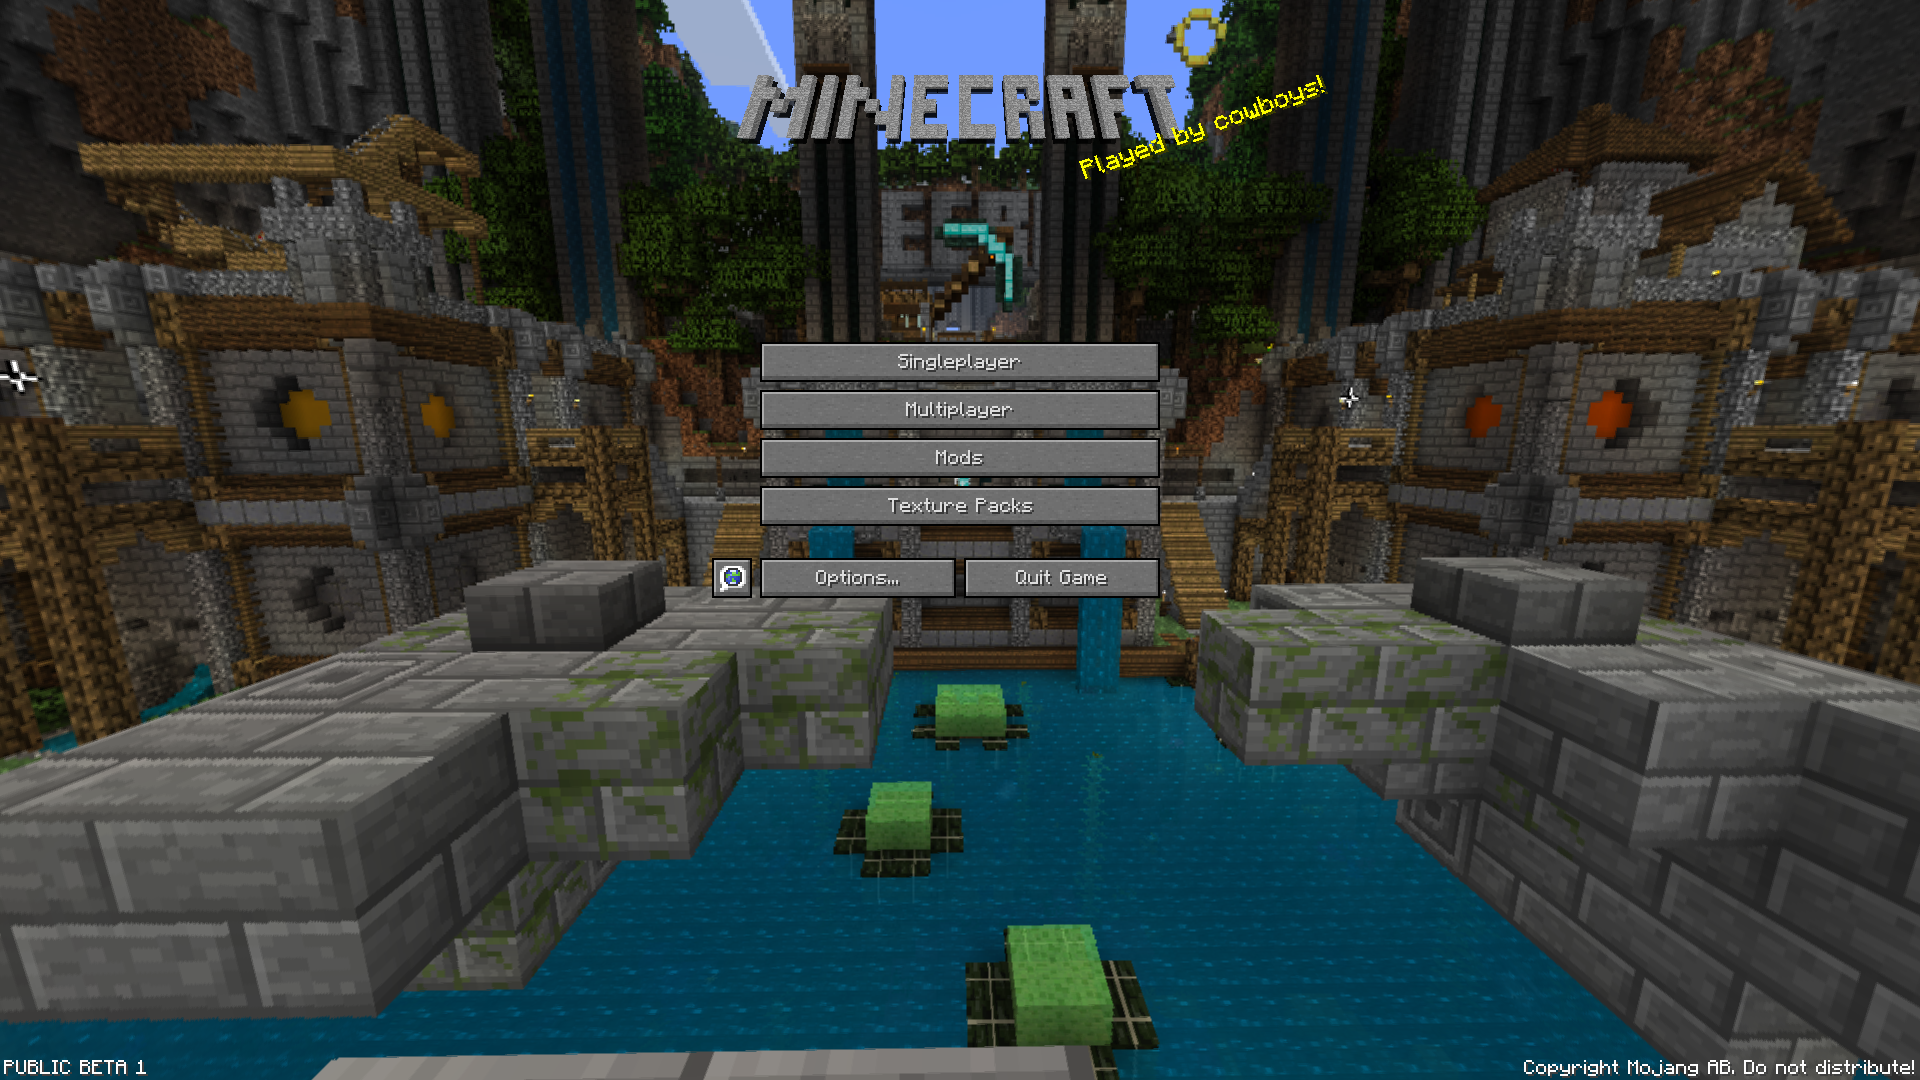 MINECRAFT
Played by cowboys!
Singleplayer
Multiplayer
Mods
Texture Packs
Options...
Quit Game
PUBLIC BETA 1
Copyright Mojang AB. Do not distribute!